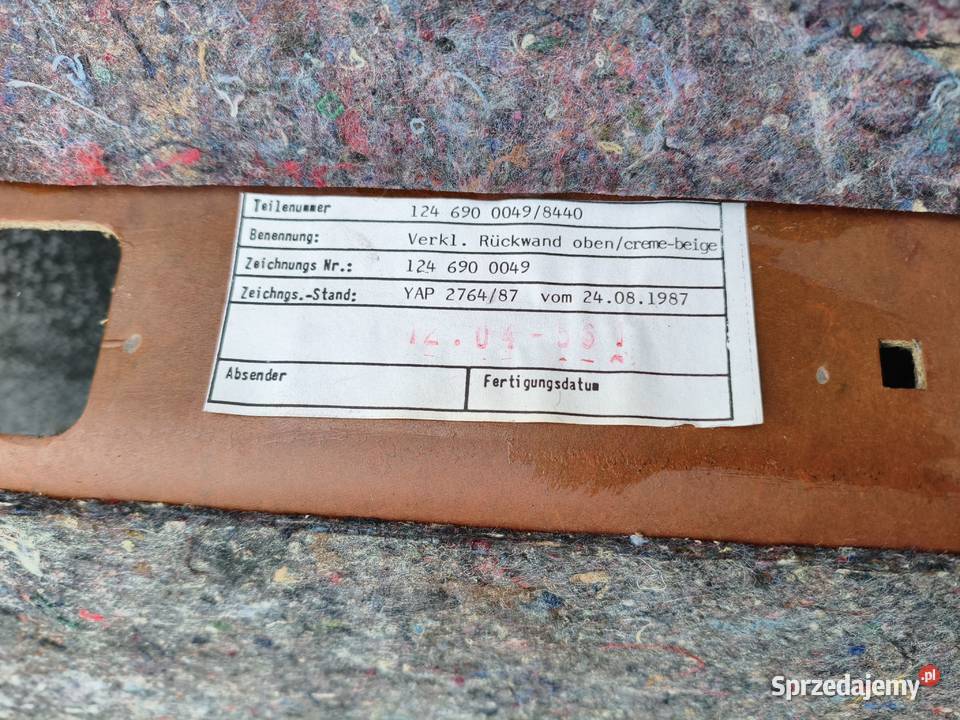 Teilenummer 124 690 0049/8440
Benennung: Verkl. Rückwand oben/creme-beige
Zeichnungs Nr.: 124 690 0049
Zeichngs.-Stand: YAP 2764/87 vom 24.08.1987
Absender Fertigungsdatum
Sprzedajemy.pl